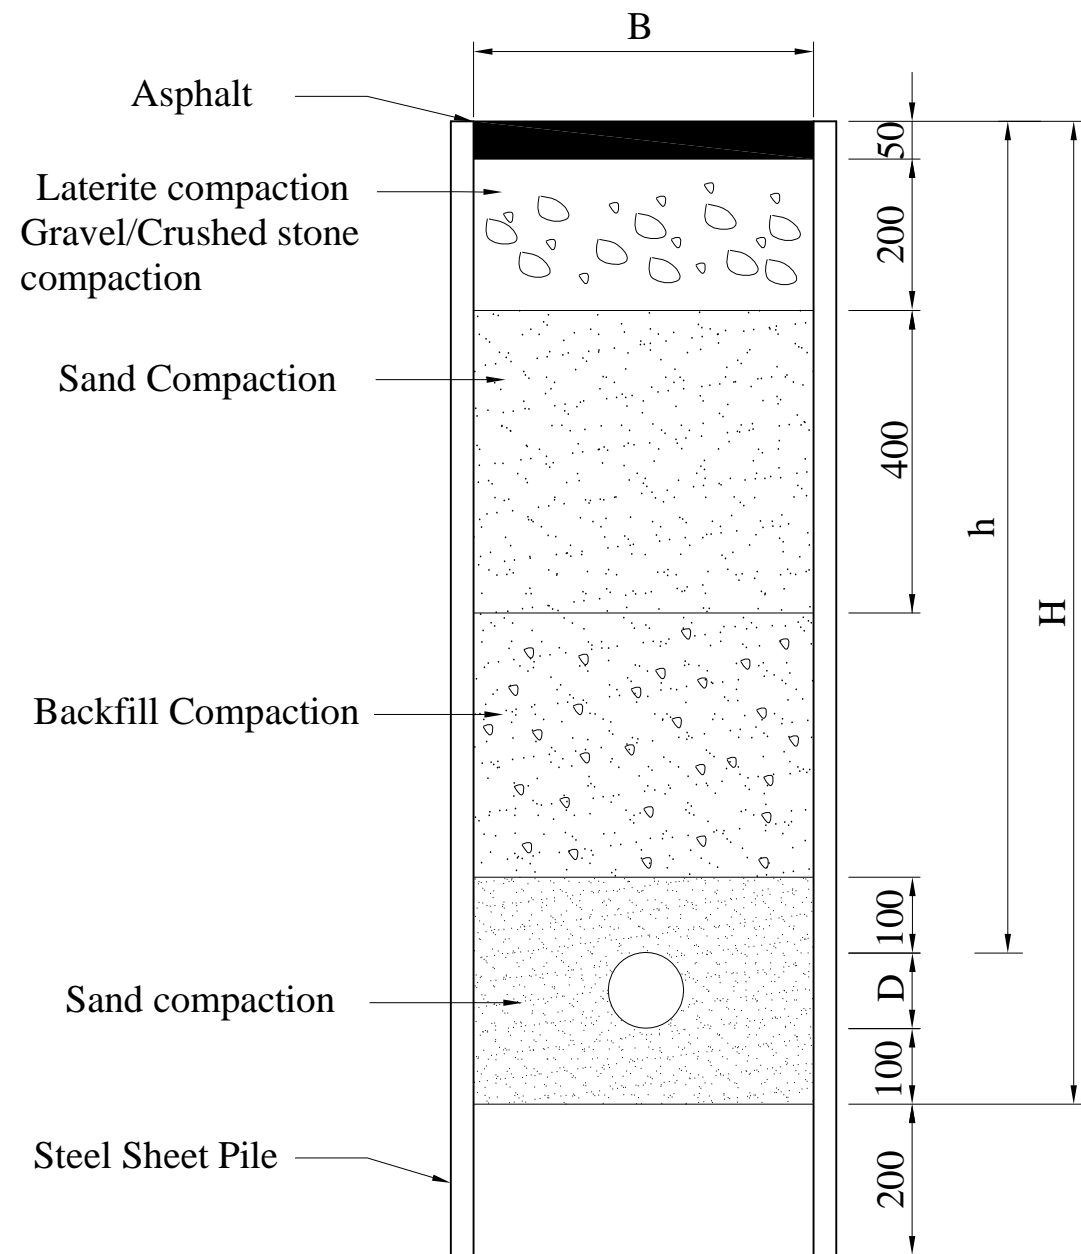 B
Asphalt
50
Laterite compaction
Gravel/Crushed stone
compaction
200
Sand Compaction
400
h
H
Backfill Compaction
100
Sand compaction
D
100
Steel Sheet Pile
200